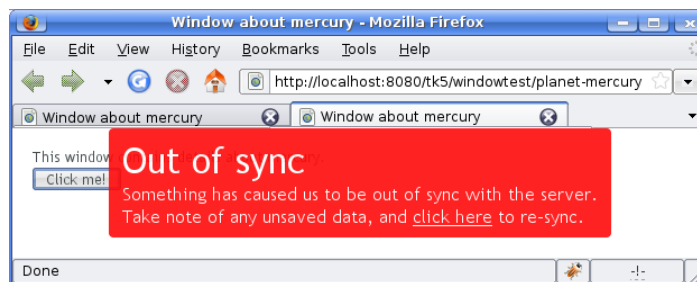 Window about mercury - Mozilla Firefox
File Edit View History Bookmarks Tools Help
http://localhost:8080/tk5/windowtest/planet-mercury
Window about mercury Window about mercury
This window
Out of sync
Click me!
Something has caused us to be out of sync with the server.
Take note of any unsaved data, and click here to re-sync.
Done